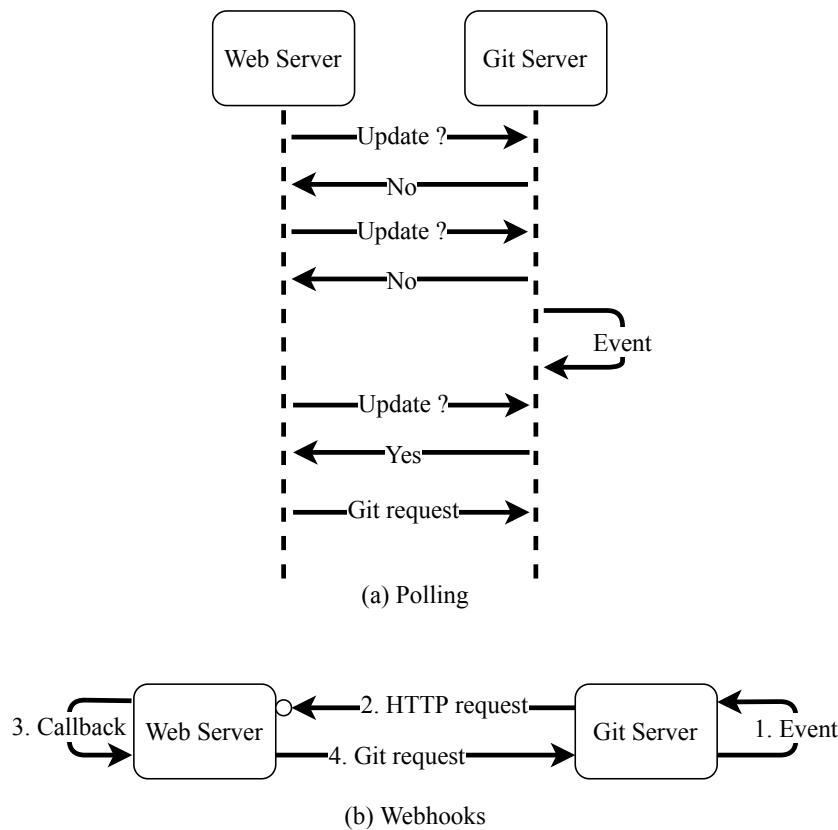 Web Server
Git Server
Update ?
No
Update ?
No
Event
Update ?
Yes
Git request
(a) Polling
2. HTTP request
3. Callback
Web Server
Git Server
1. Event
4. Git request
(b) Webhooks